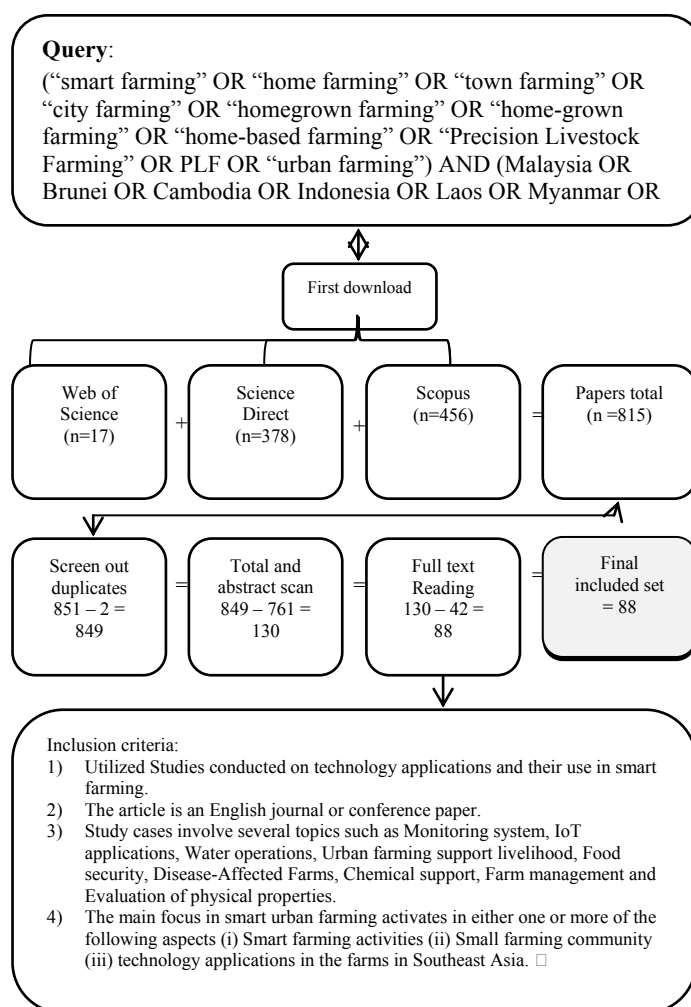 Query:
(“smart farming” OR “home farming” OR “town farming” OR
“city farming” OR “homegrown farming” OR “home-grown
farming” OR “home-based farming” OR “Precision Livestock
Farming” OR PLF OR “urban farming”) AND (Malaysia OR
Brunei OR Cambodia OR Indonesia OR Laos OR Myanmar OR
First download
Web of
Science
(n=17)
+
Science
Direct
(n=378)
+
Scopus
(n=456)
=
Papers total
(n =815)
Screen out
duplicates
851 – 2 =
849
=
Total and
abstract scan
849 – 761 =
130
=
Full text
Reading
130 – 42 =
88
=
Final
included set
= 88
Inclusion criteria:
1) Utilized Studies conducted on technology applications and their use in smart
farming.
2) The article is an English journal or conference paper.
3) Study cases involve several topics such as Monitoring system, IoT
applications, Water operations, Urban farming support livelihood, Food
security, Disease-Affected Farms, Chemical support, Farm management and
Evaluation of physical properties.
4) The main focus in smart urban farming activates in either one or more of the
following aspects (i) Smart farming activities (ii) Small farming community
(iii) technology applications in the farms in Southeast Asia. □